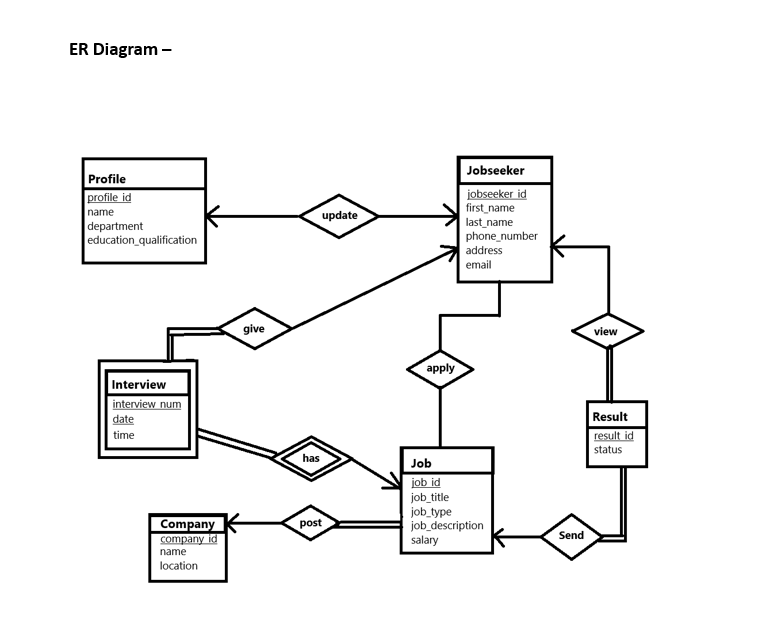 ER Diagram –
Profile
profile_id
name
department
education_qualification
update
Jobseeker
jobseeker_id
first_name
last_name
phone_number
address
email
give
view
apply
Interview
interview_num
date
time
has
Result
result_id
status
Job
job_id
job_title
job_type
job_description
salary
Company
company_id
name
location
post
Send